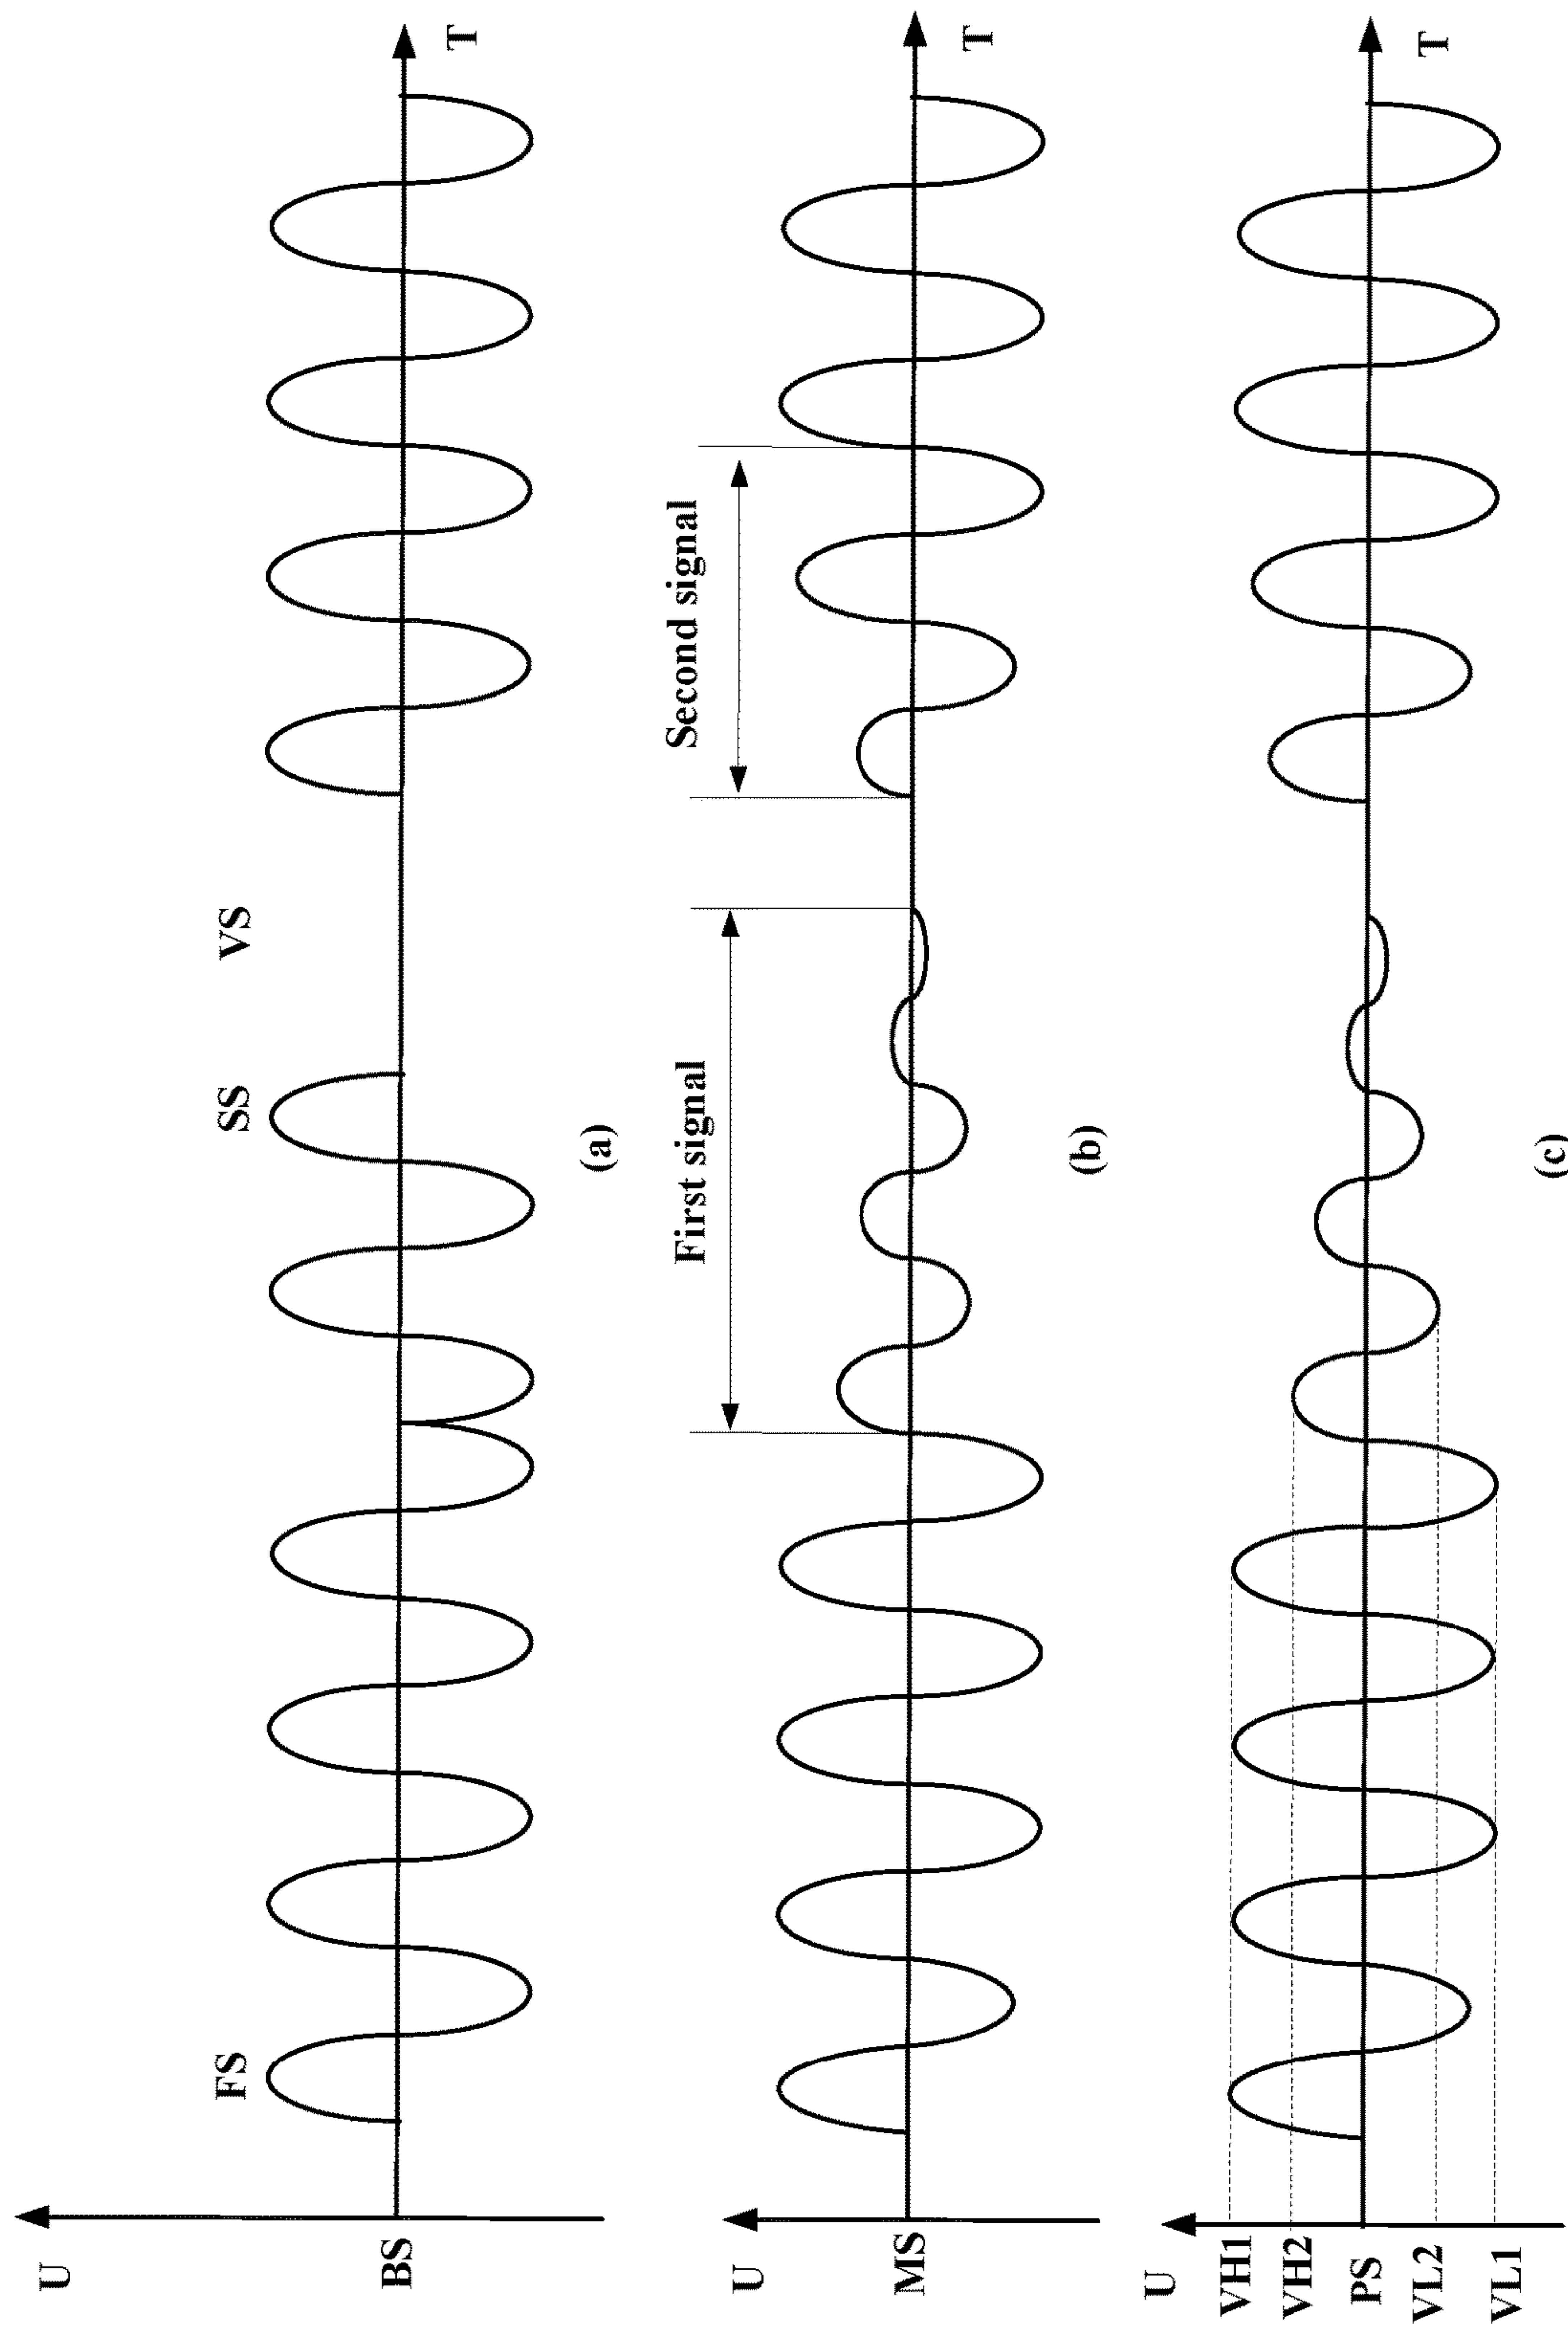 U
FS
SS
VS
BS
T
(a)
U
First signal
Second signal
MS
T
(b)
U
VH1
VH2
PS
VL2
VL1
T
(c)